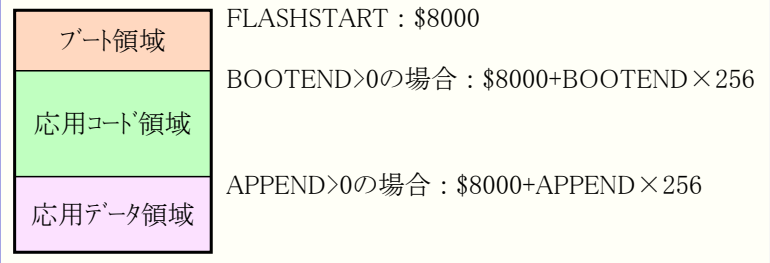 FLASHSTART：$8000
ﾌﾞｰﾄ領域
BOOTEND>0の場合：$8000+BOOTEND×256
応用ｺｰﾄﾞ領域
APPEND>0の場合：$8000+APPEND×256
応用ﾃﾞｰﾀ領域